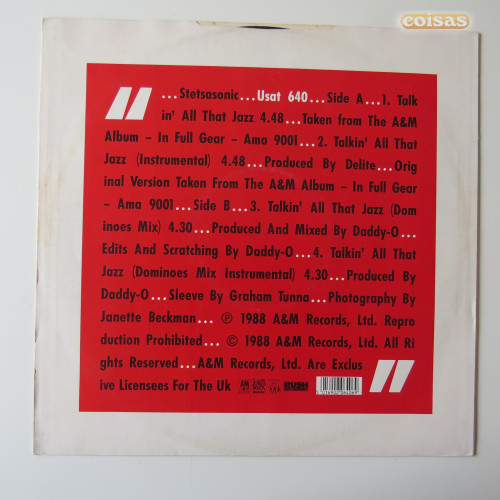 coisas
...Stetsasonic...Usat 640...Side A...1. Talk
in' All That Jazz 4.48...Taken from The A&M
Album – In Full Gear – Ama 9001...2. Talkin' All That
Jazz (Instrumental) 4.48...Produced By Delite...Orig
inal Version Taken From The A&M Album – In Full Gear
– Ama 9001...Side B...3. Talkin' All That Jazz (Dom
inoes Mix) 4.30...Produced And Mixed By Daddy-O...
Edits And Scratching By Daddy-O...4. Talkin' All That
Jazz (Dominoes Mix Instrumental) 4.30...Produced By
Daddy-O...Sleeve By Graham Tunna...Photography By
Janette Beckman... ℗ 1988 A&M Records, Ltd. Repro
duction Prohibited... © 1988 A&M Records, Ltd. All Ri
ghts Reserved...A&M Records, Ltd. Are Exclus
ive Licensees For The Uk